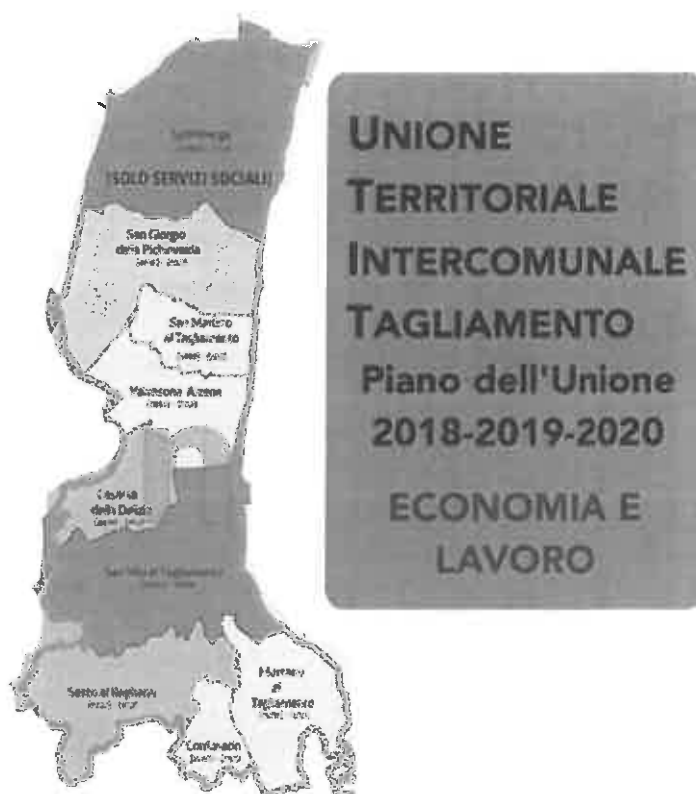 (SOLO SERVIZI SOCIALI)
San Giorgio
della Richinvelda
San Martino
al Tagliamento
Valvasone Arzene
Casarsa
della Delizia
San Vito al Tagliamento
Sesto al Reghena
Morsano
al
Tagliamento
Cordovado
UNIONE
TERRITORIALE
INTERCOMUNALE
TAGLIAMENTO
Piano dell'Unione
2018-2019-2020
ECONOMIA E
LAVORO